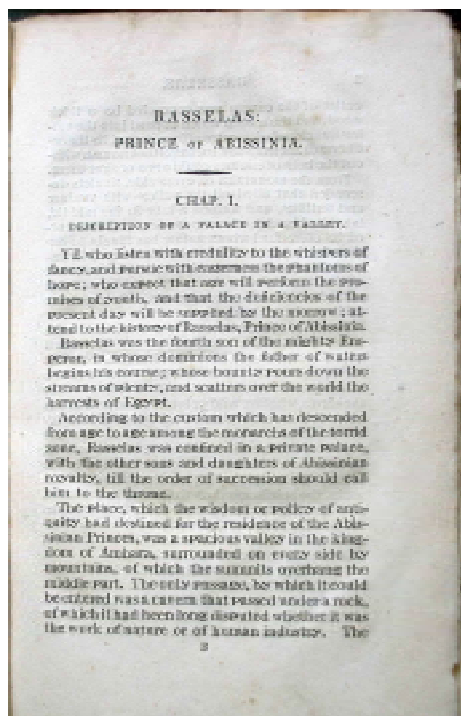 RASSELAS:
PRINCE OF ABISSINIA.
CHAP. I.
DESCRIPTION OF A PALACE IN A VALLEY.
YE who listen with credulity to the whispers of
fancy, and pursue with eagerness the phantoms of
hope; who expect that age will perform the pro-
mises of youth, and that the deficiencies of the
present day will be supplied by the morrow; at-
tend to the history of Rasselas, Prince of Abissinia.
Rasselas was the fourth son of the mighty Em-
peror, in whose dominions the father of waters
begins his course; whose bounty pours down the
streams of plenty, and scatters over the world the
harvests of Egypt.
According to the custom which has descended
from age to age among the monarchs of the torrid
zone, Rasselas was confined in a private palace,
with the other sons and daughters of Abissinian
royalty, till the order of succession should call
him to the throne.
The place, which the wisdom or policy of anti-
quity had destined for the residence of the Abis-
sinian Princes, was a spacious valley in the king-
dom of Amhara, surrounded on every side by
mountains, of which the summits overhang the
middle part. The only passage, by which it could
be entered was a cavern that passed under a rock,
of which it had been long disputed whether it was
the work of nature or of human industry. The